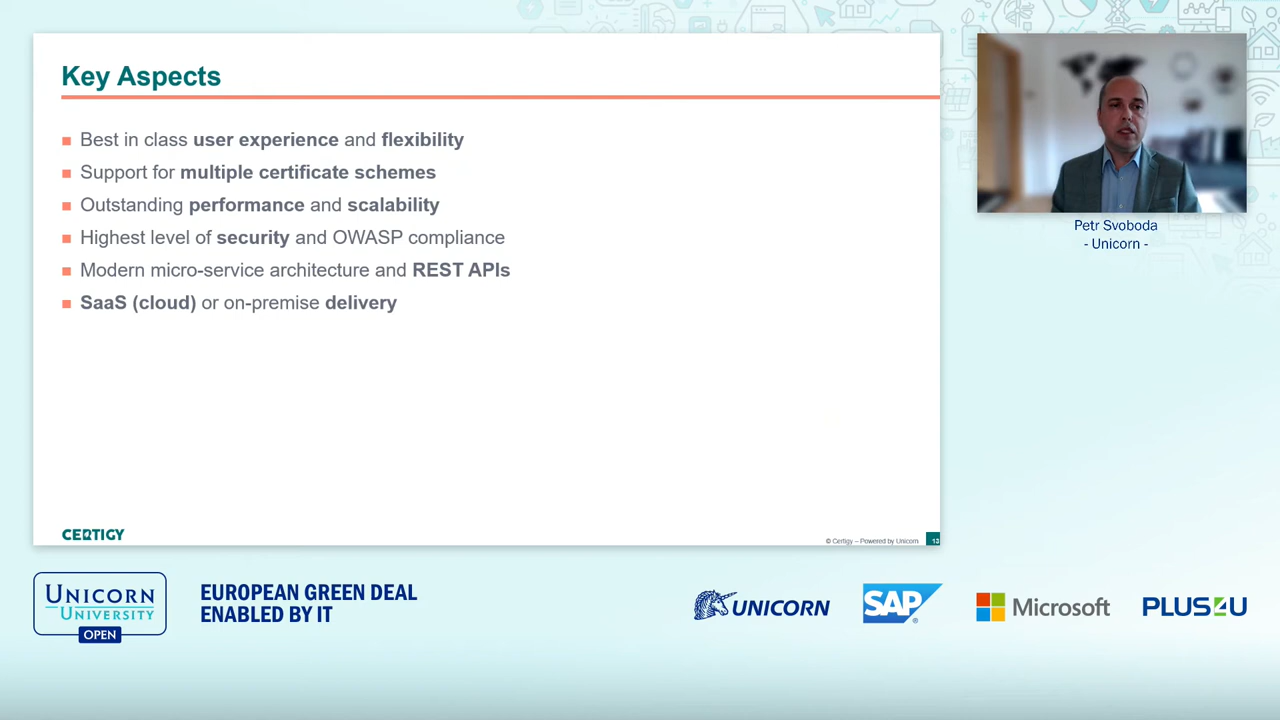 Key Aspects
Best in class user experience and flexibility
Support for multiple certificate schemes
Outstanding performance and scalability
Highest level of security and OWASP compliance
Modern micro-service architecture and REST APIs
SaaS (cloud) or on-premise delivery
CERTIGY
© Certigy – Powered by Unicorn
13
Petr Svoboda
- Unicorn -
UNICORN
UNIVERSITY
OPEN
EUROPEAN GREEN DEAL
ENABLED BY IT
UNICORN
SAP®
Microsoft
PLUS4U